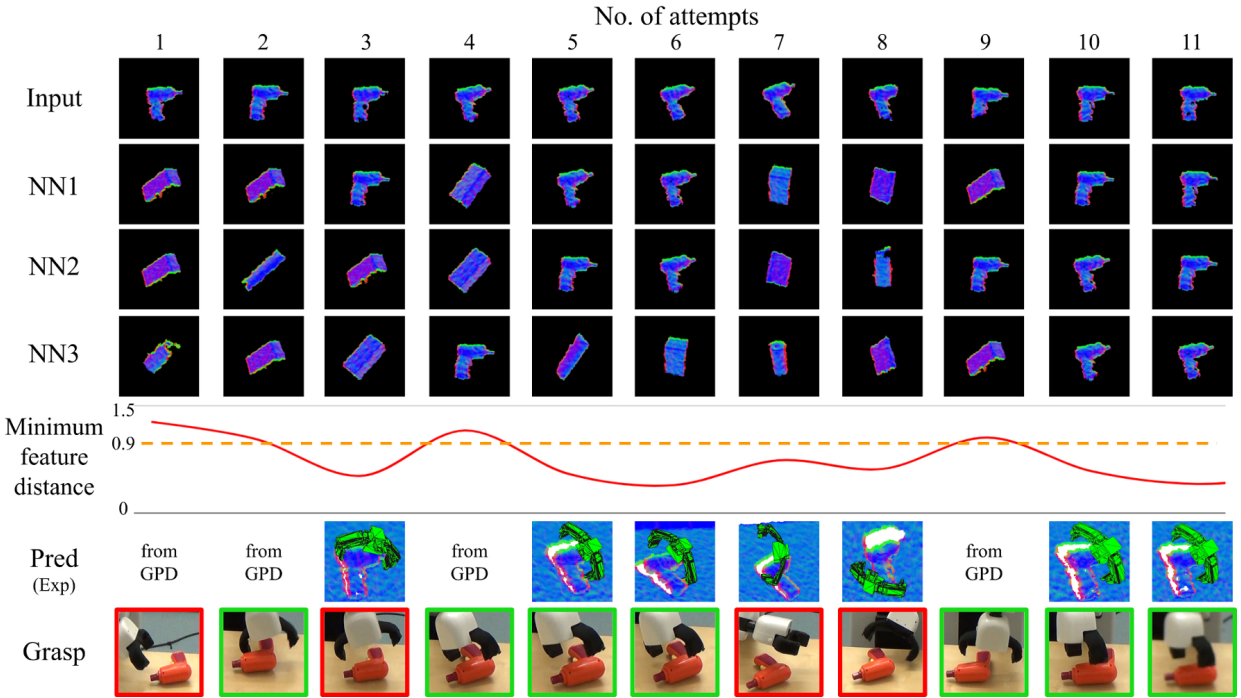 No. of attempts
1 2 3 4 5 6 7 8 9 10 11
Input
NN1
NN2
NN3
1.5
Minimum
0.9
feature
distance
0
Pred
(Exp)
from
GPD
from
GPD
from
GPD
from
GPD
Grasp